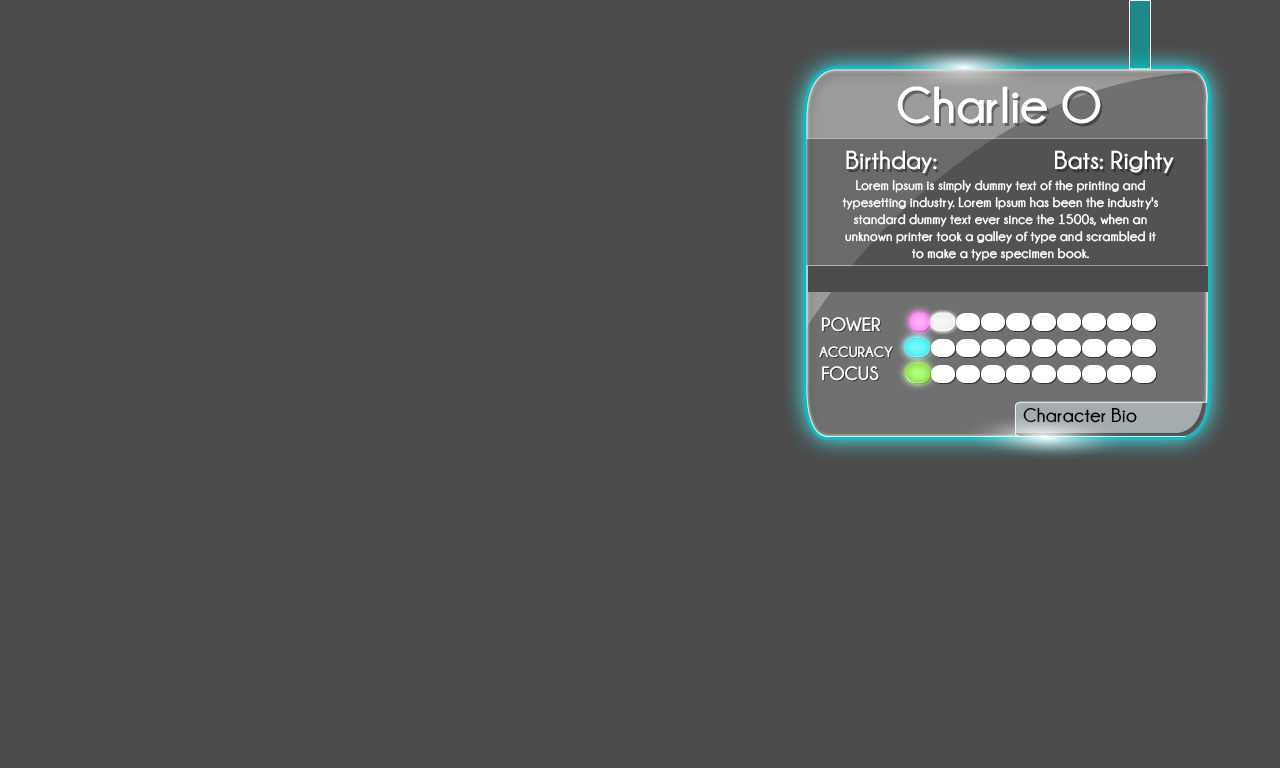 Charlie O
Birthday: Bats: Righty
Lorem Ipsum is simply dummy text of the printing and
typesetting industry. Lorem Ipsum has been the industry's
standard dummy text ever since the 1500s, when an
unknown printer took a galley of type and scrambled it
to make a type specimen book.
POWER
ACCURACY
FOCUS
Character Bio